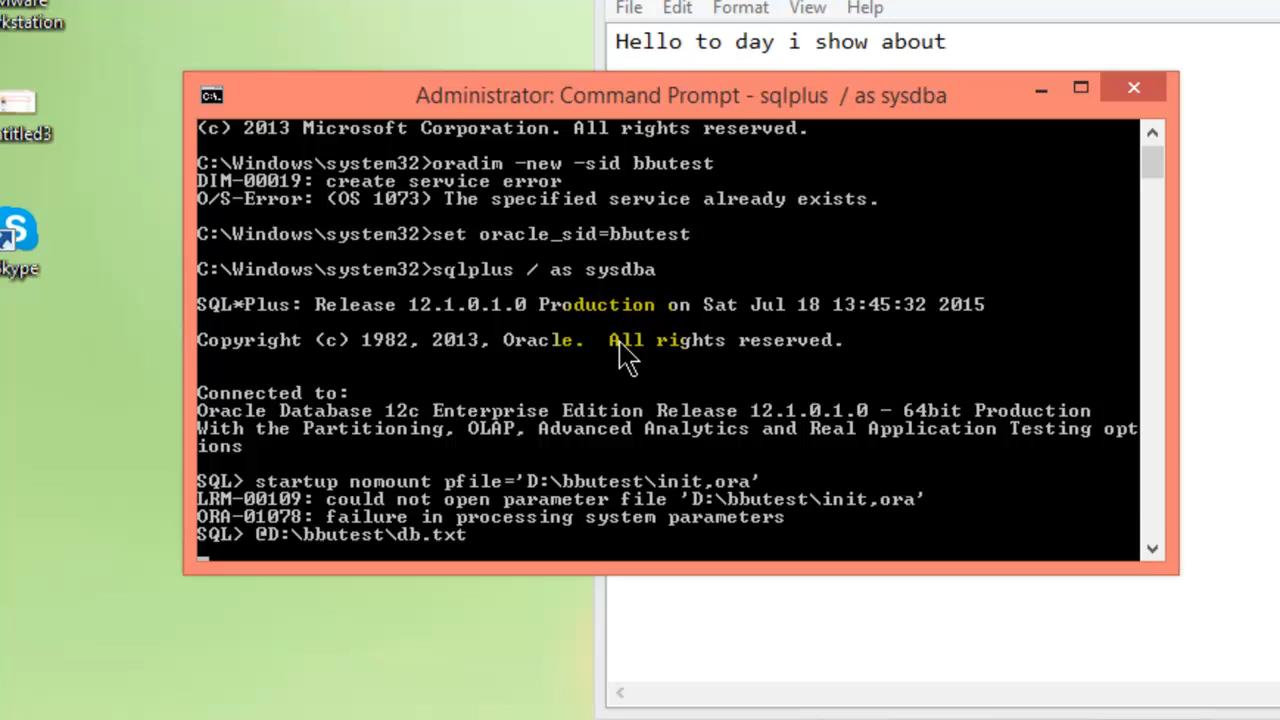 kstation
File Edit Format View Help
Hello to day i show about
Administrator: Command Prompt - sqlplus / as sysdba
(c) 2013 Microsoft Corporation. All rights reserved.
C:\Windows\system32>oradim -new -sid bbutest
DIM-00019: create service error
O/S-Error: (OS 1073) The specified service already exists.
C:\Windows\system32>set oracle_sid=bbutest
C:\Windows\system32>sqlplus / as sysdba
SQL*Plus: Release 12.1.0.1.0 Production on Sat Jul 18 13:45:32 2015
Copyright (c) 1982, 2013, Oracle.  All rights reserved.
Connected to:
Oracle Database 12c Enterprise Edition Release 12.1.0.1.0 - 64bit Production
With the Partitioning, OLAP, Advanced Analytics and Real Application Testing opt
ions
SQL> startup nomount pfile='D:\bbutest\init,ora'
LRM-00109: could not open parameter file 'D:\bbutest\init,ora'
ORA-01078: failure in processing system parameters
SQL> @D:\bbutest\db.txt
titled3
kype